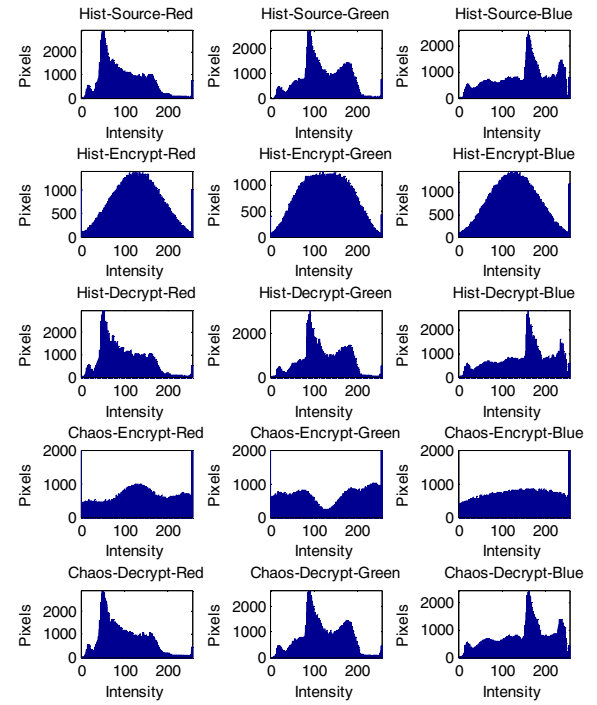 Hist-Source-Red Hist-Source-Green Hist-Source-Blue
Pixels 2000 1000 0 Pixels 2000 1000 0 Pixels 2000 1000 0
0 100 200 0 100 200 0 100 200
Intensity Intensity Intensity
Hist-Encrypt-Red Hist-Encrypt-Green Hist-Encrypt-Blue
Pixels 1000 500 0 Pixels 1000 500 0 Pixels 1000 500 0
0 100 200 0 100 200 0 100 200
Intensity Intensity Intensity
Hist-Decrypt-Red Hist-Decrypt-Green Hist-Decrypt-Blue
Pixels 2000 1000 0 Pixels 2000 1000 0 Pixels 2000 1000 0
0 100 200 0 100 200 0 100 200
Intensity Intensity Intensity
Chaos-Encrypt-Red Chaos-Encrypt-Green Chaos-Encrypt-Blue
Pixels 2000 1000 0 Pixels 2000 1000 0 Pixels 2000 1000 0
0 100 200 0 100 200 0 100 200
Intensity Intensity Intensity
Chaos-Decrypt-Red Chaos-Decrypt-Green Chaos-Decrypt-Blue
Pixels 2000 1000 0 Pixels 2000 1000 0 Pixels 2000 1000 0
0 100 200 0 100 200 0 100 200
Intensity Intensity Intensity